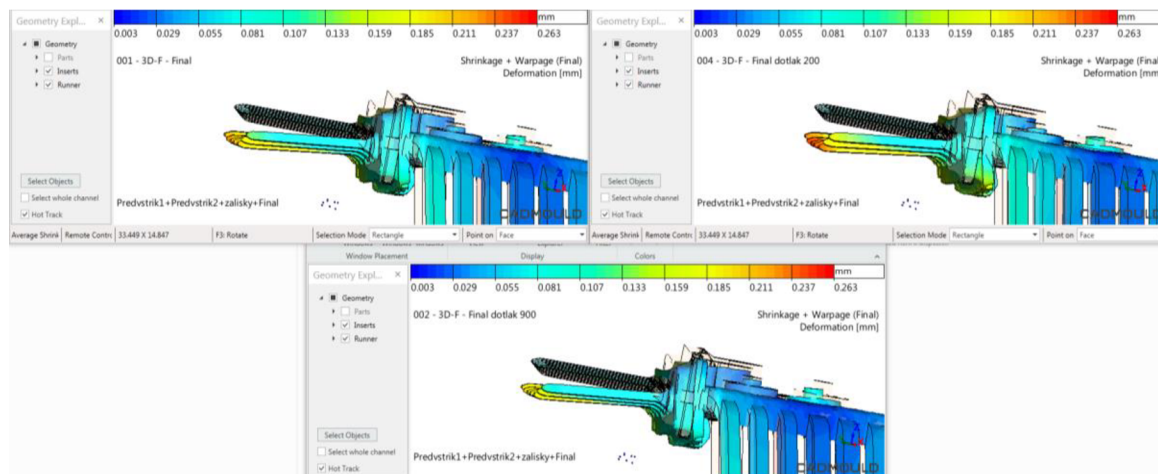 Geometry Expl... ×
mm
0.003 0.029 0.055 0.081 0.107 0.133 0.159 0.185 0.211 0.237 0.263
Geometry
Parts
Inserts
Runner
001 - 3D-F - Final
Shrinkage + Warpage (Final)
Deformation [mm]
Select Objects
Select whole channel
Hot Track
Predvstrik1+Predvstrik2+zalisky+Final
CADMOULD
Average Shrink Remote Contr 33.449 X 14.847 F3: Rotate Selection Mode Rectangle Point on Face
Geometry Expl... ×
mm
0.003 0.029 0.055 0.081 0.107 0.133 0.159 0.185 0.211 0.237 0.263
Geometry
Parts
Inserts
Runner
004 - 3D-F - Final dotlak 200
Shrinkage + Warpage (Final)
Deformation [mm]
Select Objects
Select whole channel
Hot Track
Predvstrik1+Predvstrik2+zalisky+Final
CADMOULD
Average Shrink Remote Contr 33.449 X 14.847 F3: Rotate Selection Mode Rectangle Point on Face
Window Placement Display Colors
Geometry Expl... ×
mm
0.003 0.029 0.055 0.081 0.107 0.133 0.159 0.185 0.211 0.237 0.263
Geometry
Parts
Inserts
Runner
002 - 3D-F - Final dotlak 900
Shrinkage + Warpage (Final)
Deformation [mm]
Select Objects
Select whole channel
Hot Track
Predvstrik1+Predvstrik2+zalisky+Final
CADMOULD